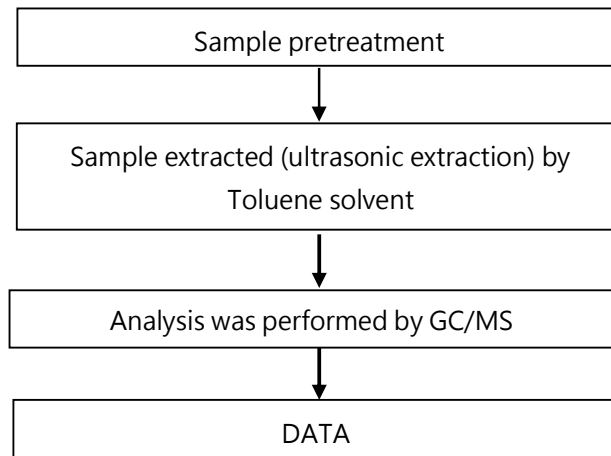 Sample pretreatment
Sample extracted (ultrasonic extraction) by
Toluene solvent
Analysis was performed by GC/MS
DATA